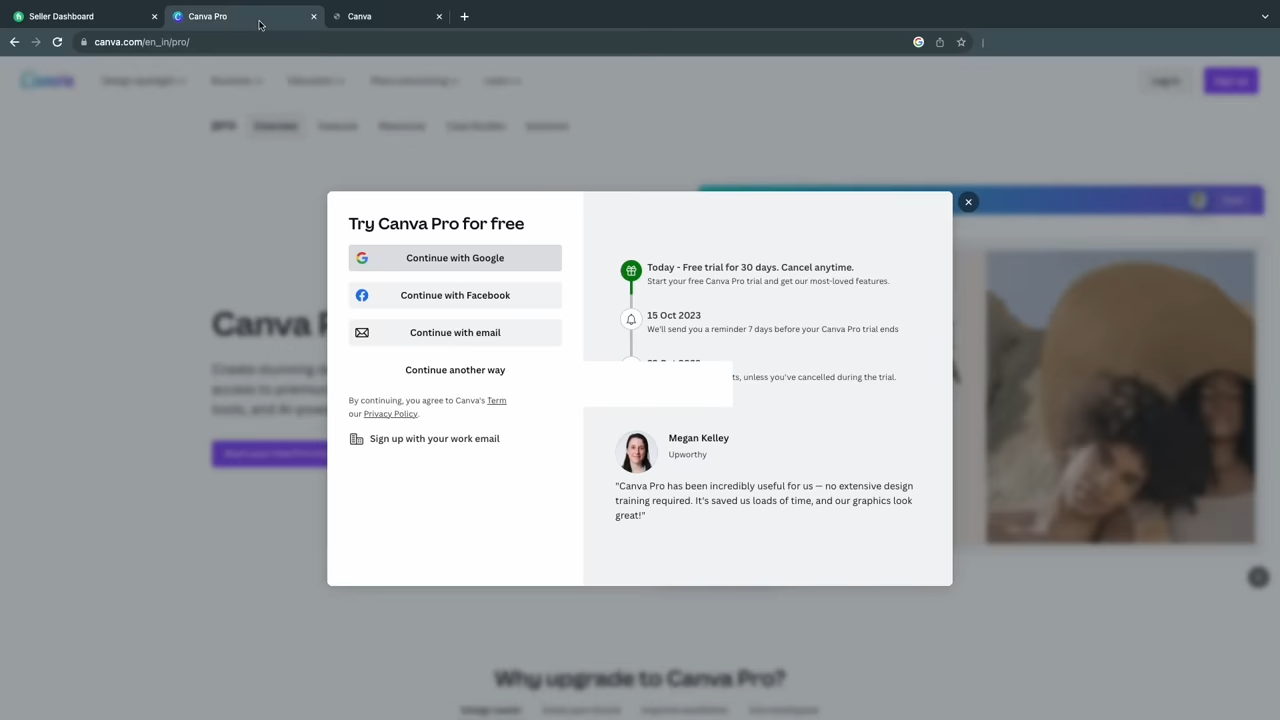 Seller Dashboard
Canva Pro
Canva
canva.com/en_in/pro/
Try Canva Pro for free
Continue with Google
Continue with Facebook
Continue with email
Continue another way
By continuing, you agree to Canva's Term
our Privacy Policy.
Sign up with your work email
Today - Free trial for 30 days. Cancel anytime.
Start your free Canva Pro trial and get our most-loved features.
15 Oct 2023
We'll send you a reminder 7 days before your Canva Pro trial ends
unless you've cancelled during the trial.
Megan Kelley
Upworthy
"Canva Pro has been incredibly useful for us — no extensive design
training required. It's saved us loads of time, and our graphics look
great!"
Why upgrade to Canva Pro?